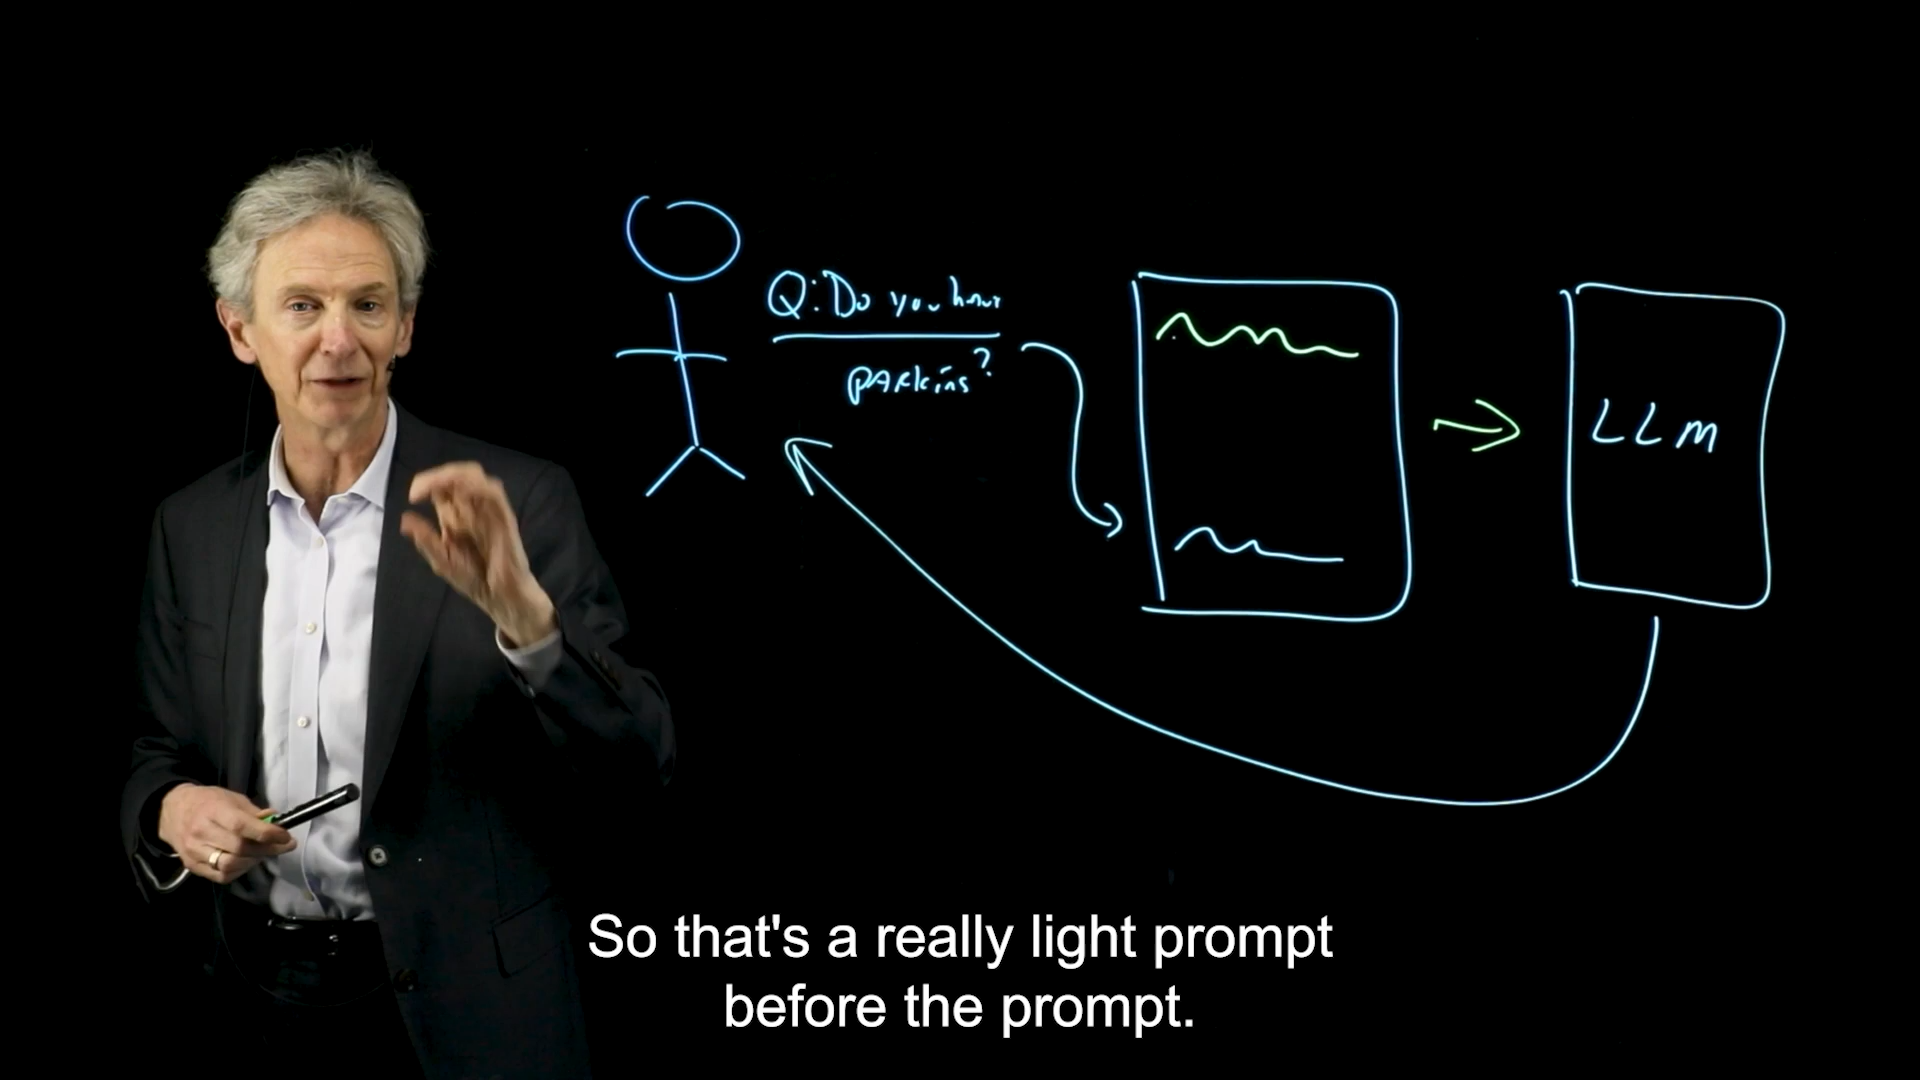 Q: Do you have
parking?
LLM
So that's a really light prompt
before the prompt.